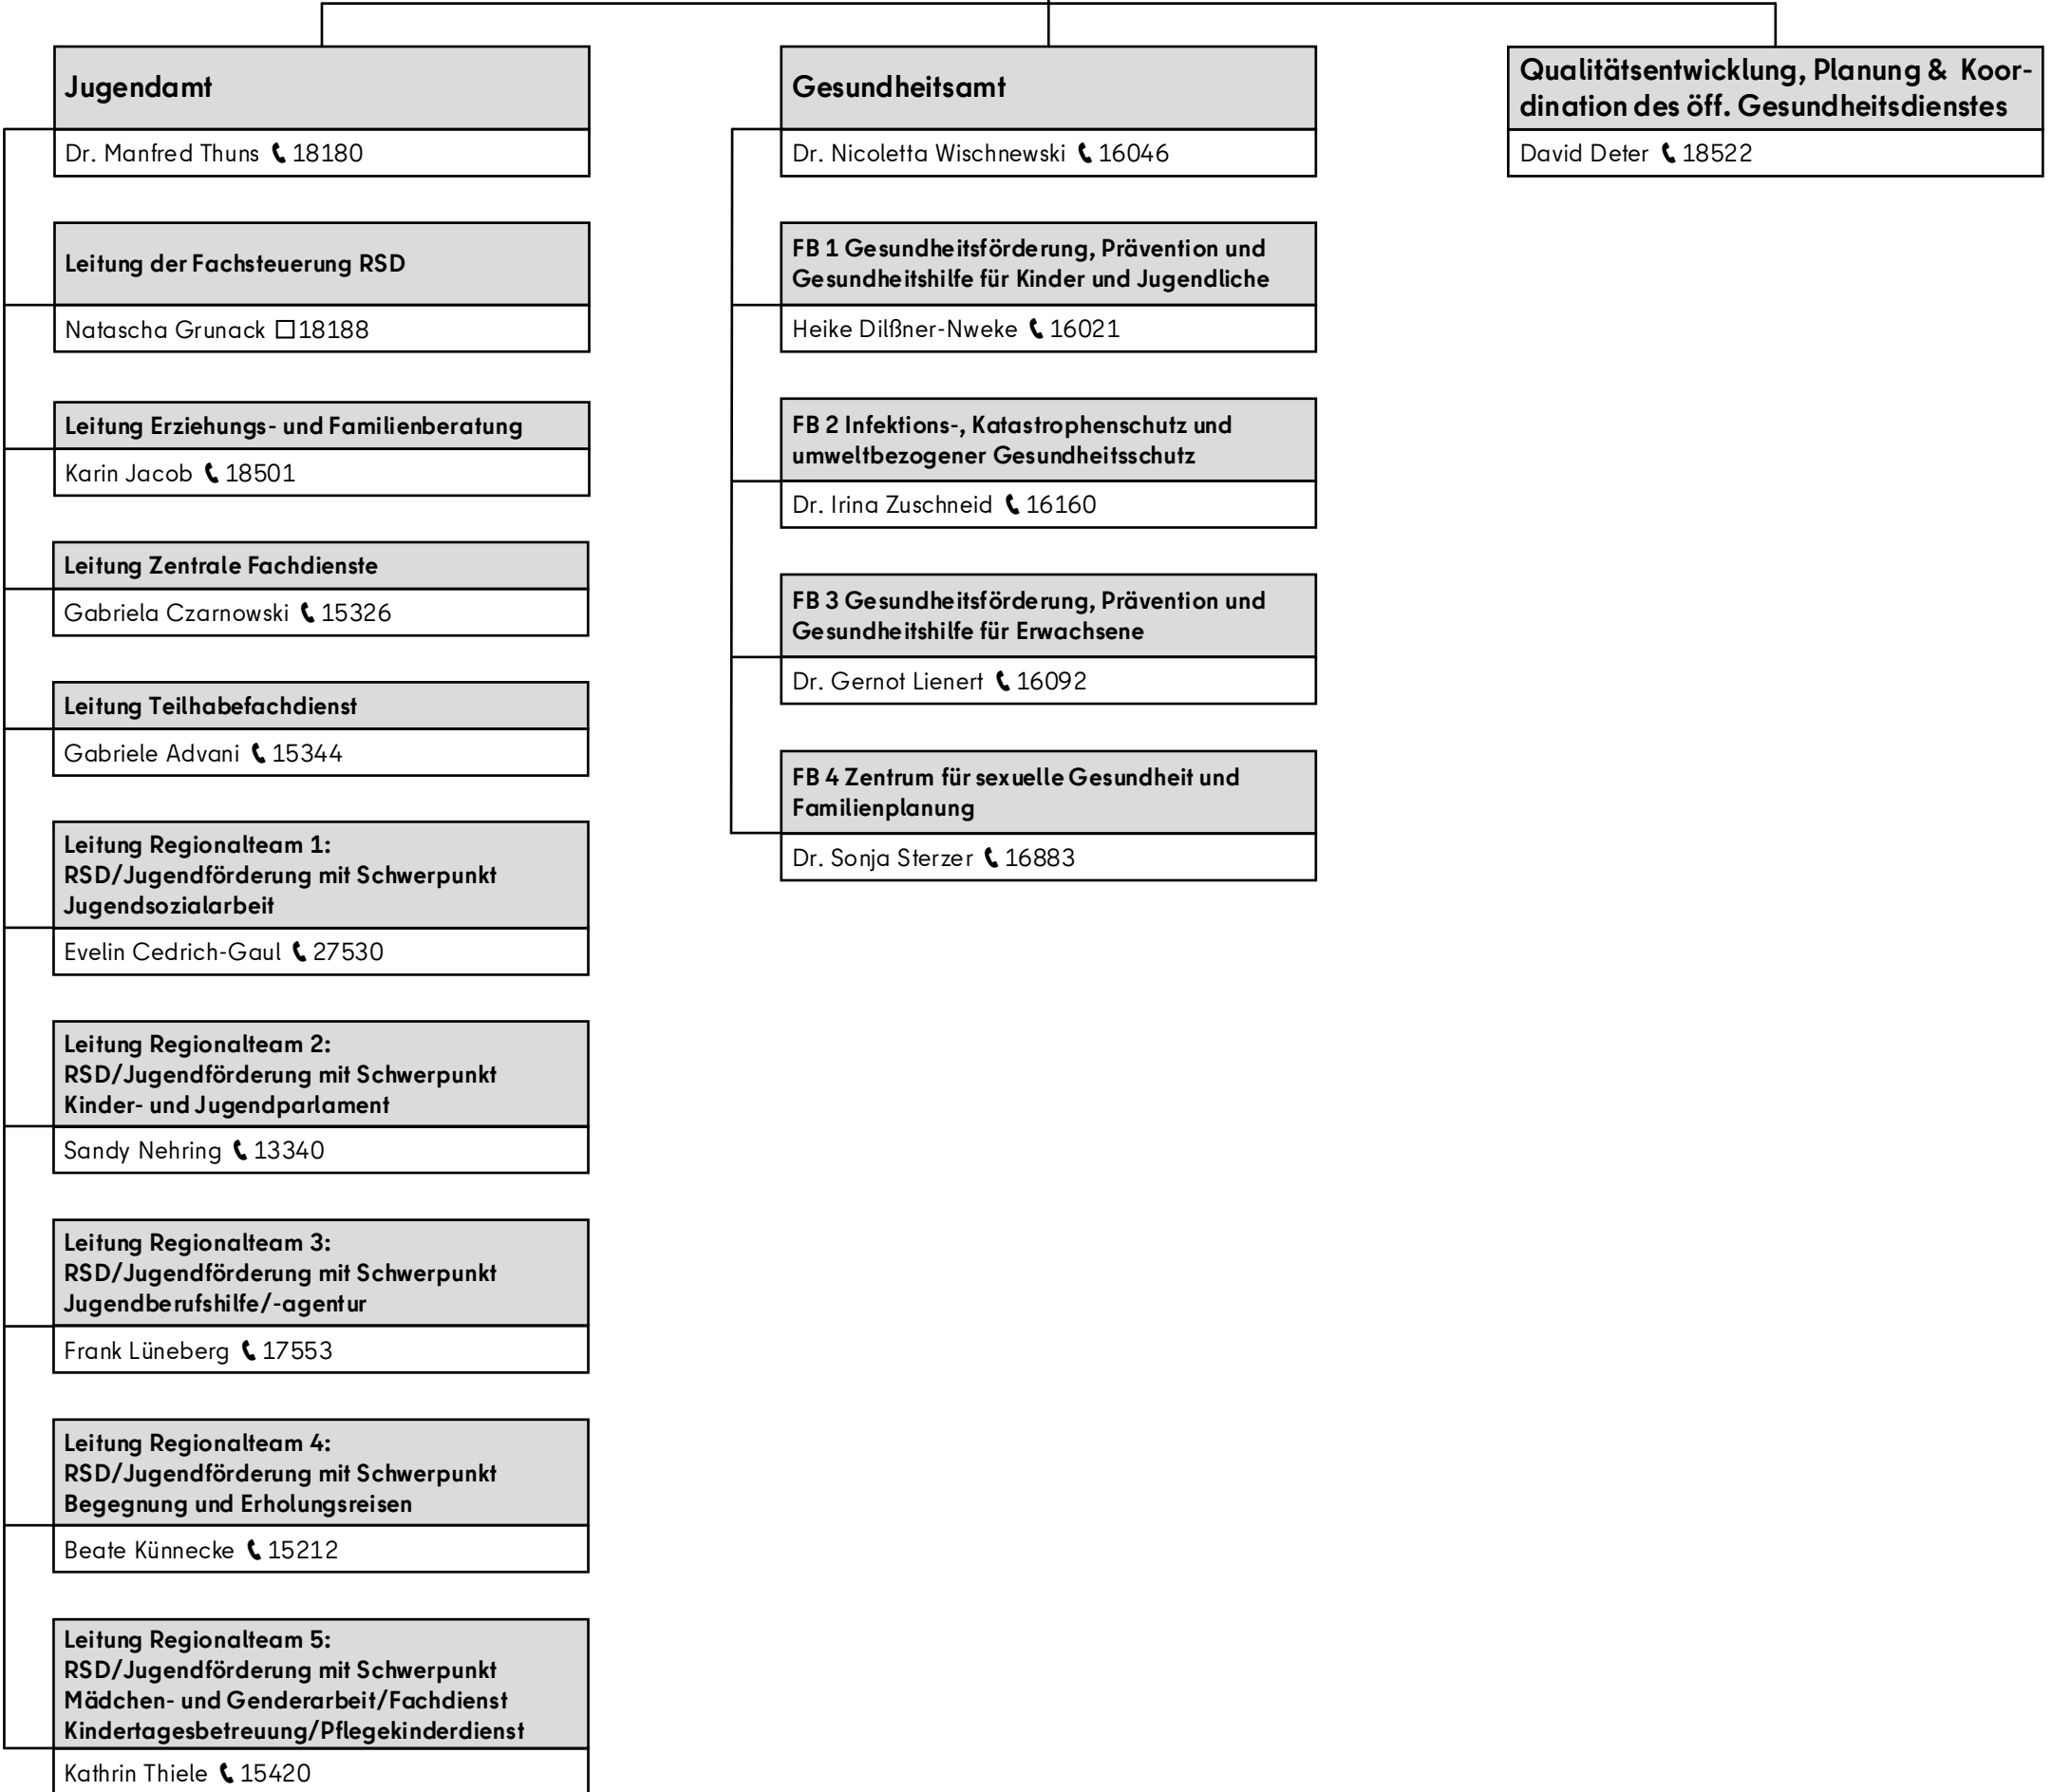 Jugendamt
Dr. Manfred Thuns 18180
Leitung der Fachsteuerung RSD
Natascha Grunack □18188
Leitung Erziehungs- und Familienberatung
Karin Jacob 18501
Leitung Zentrale Fachdienste
Gabriela Czarnowski 15326
Leitung Teilhabefachdienst
Gabriele Advani 15344
Leitung Regionalteam 1:
RSD/Jugendförderung mit Schwerpunkt
Jugendsozialarbeit
Evelin Cedrich-Gaul 27530
Leitung Regionalteam 2:
RSD/Jugendförderung mit Schwerpunkt
Kinder- und Jugendparlament
Sandy Nehring 13340
Leitung Regionalteam 3:
RSD/Jugendförderung mit Schwerpunkt
Jugendberufshilfe/-agentur
Frank Lüneberg 17553
Leitung Regionalteam 4:
RSD/Jugendförderung mit Schwerpunkt
Begegnung und Erholungsreisen
Beate Künnecke 15212
Leitung Regionalteam 5:
RSD/Jugendförderung mit Schwerpunkt
Mädchen- und Genderarbeit/Fachdienst
Kindertagesbetreuung/Pflegekinderdienst
Kathrin Thiele 15420
Gesundheitsamt
Dr. Nicoletta Wischnewski 16046
FB 1 Gesundheitsförderung, Prävention und
Gesundheitshilfe für Kinder und Jugendliche
Heike Dilßner-Nweke 16021
FB 2 Infektions-, Katastrophenschutz und
umweltbezogener Gesundheitsschutz
Dr. Irina Zuschneid 16160
FB 3 Gesundheitsförderung, Prävention und
Gesundheitshilfe für Erwachsene
Dr. Gernot Lienert 16092
FB 4 Zentrum für sexuelle Gesundheit und
Familienplanung
Dr. Sonja Sterzer 16883
Qualitätsentwicklung, Planung & Koor-
dination des öff. Gesundheitsdienstes
David Deter 18522